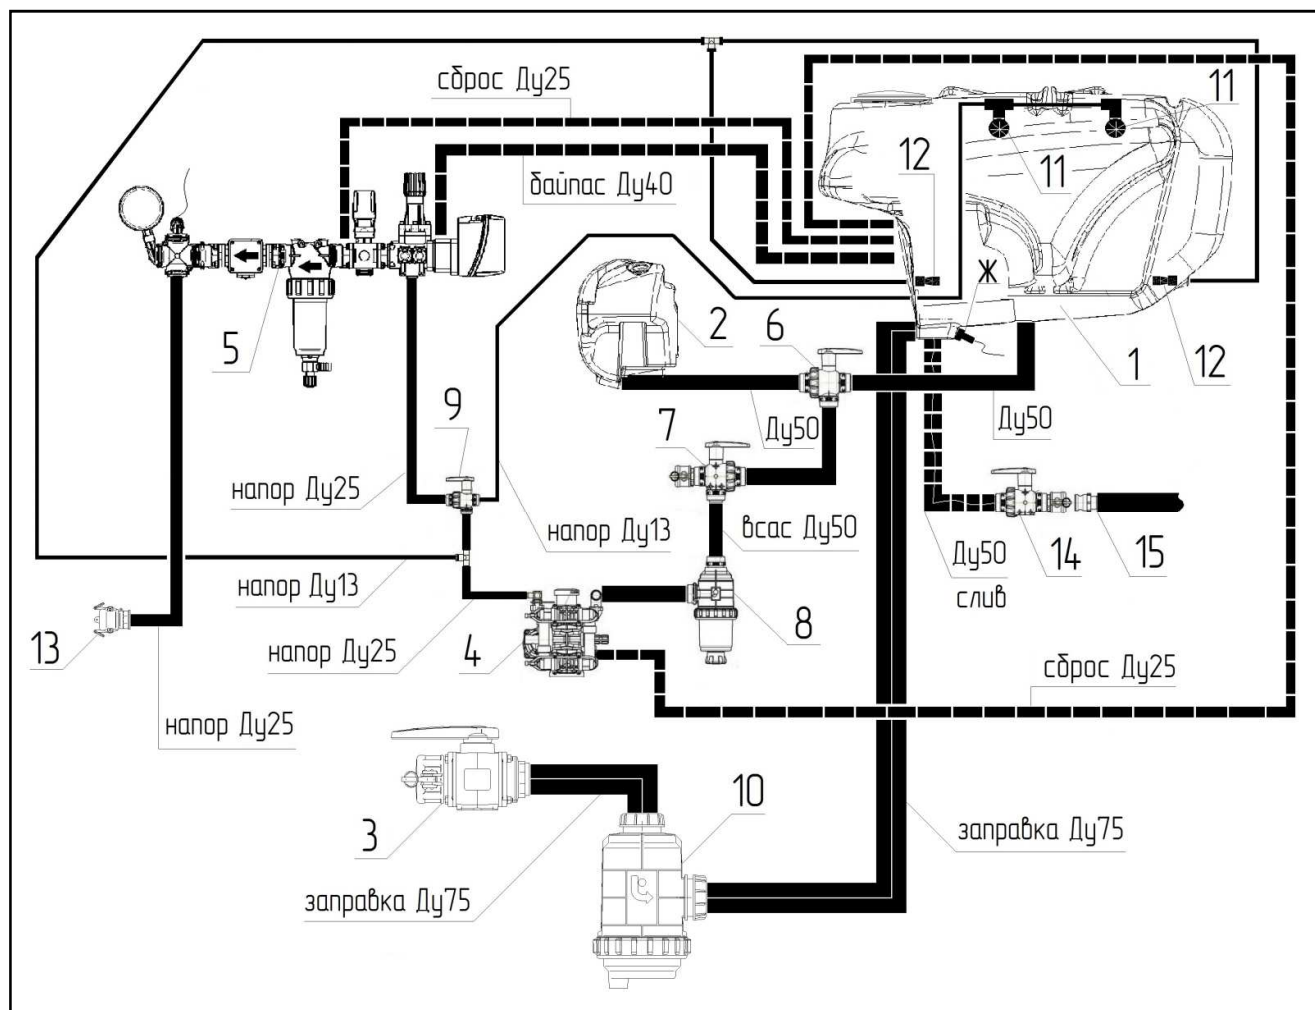 сброс Ду25
11
12
11
байпас Ду40
Ж
2
6
5
1
12
9
7
Ду50
Ду50
напор Ду25
напор Ду13
всас Ду50
напор Ду13
Ду50
слив
14
15
13
напор Ду25
4
8
сброс Ду25
напор Ду25
3
10
заправка Ду75
заправка Ду75